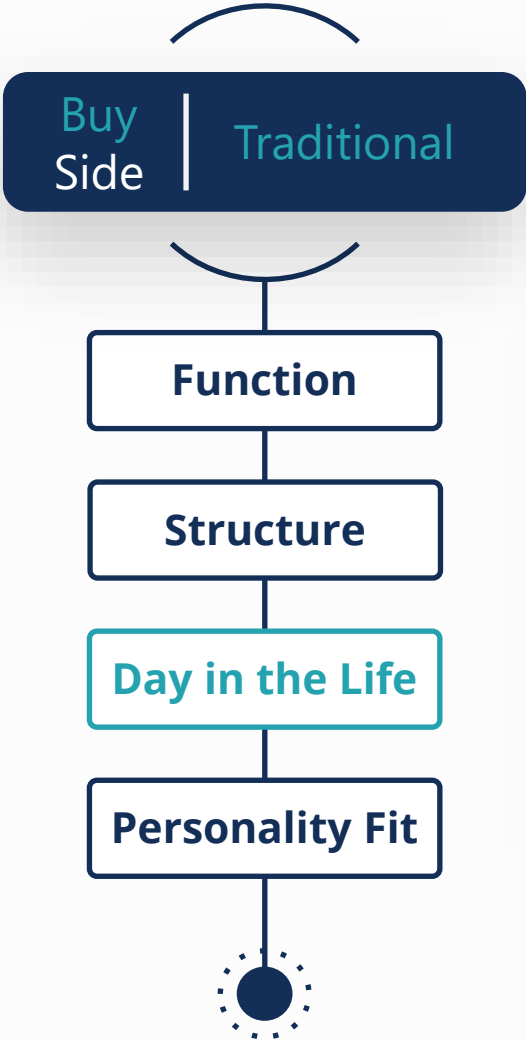 Buy
Side
Traditional
Function
Structure
Day in the Life
Personality Fit